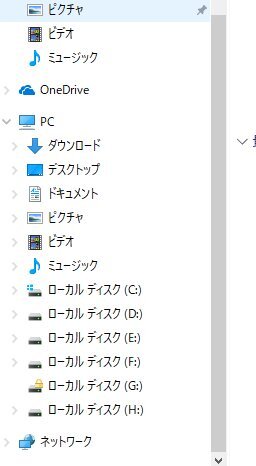 ピクチャ
ビデオ
ミュージック
OneDrive
PC
ダウンロード
デスクトップ
ドキュメント
ピクチャ
ビデオ
ミュージック
ローカル ディスク (C:)
ローカル ディスク (D:)
ローカル ディスク (E:)
ローカル ディスク (F:)
ローカル ディスク (G:)
ローカル ディスク (H:)
ネットワーク